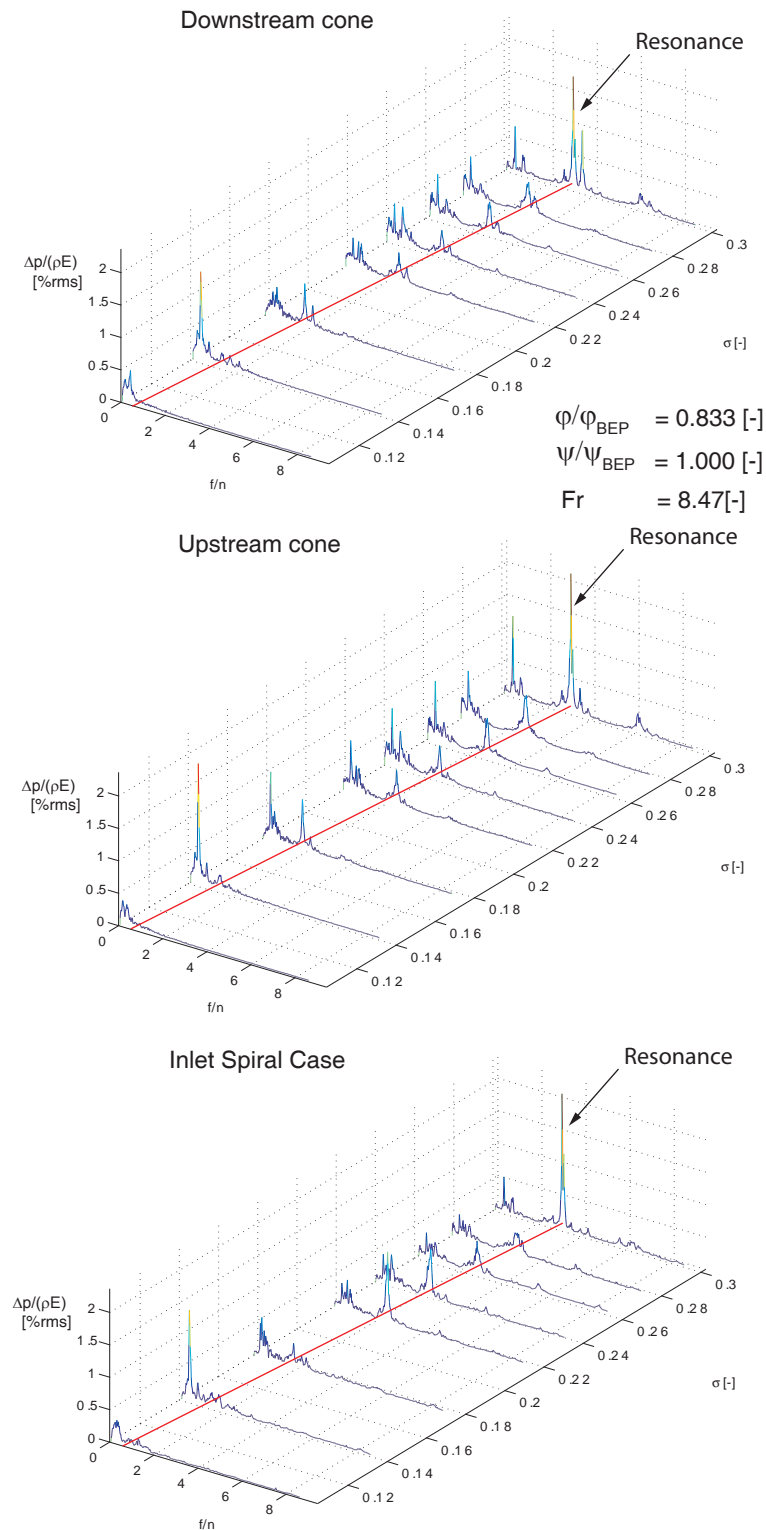 Downstream cone
Resonance
Δp/(ρE)
[%rms]
2
1.5
1
0.5
0
0
2
4
6
8
f/n
0.12
0.14
0.16
0.18
0.2
0.22
0.24
0.26
0.28
0.3
σ[-]
φ/φBEP = 0.833 [-]
ψ/ψBEP = 1.000 [-]
Fr = 8.47[-]
Upstream cone
Resonance
Δp/(ρE)
[%rms]
2
1.5
1
0.5
0
0
2
4
6
8
f/n
0.12
0.14
0.16
0.18
0.2
0.22
0.24
0.26
0.28
0.3
σ[-]
Inlet Spiral Case
Resonance
Δp/(ρE)
[%rms]
2
1.5
1
0.5
0
0
2
4
6
8
f/n
0.12
0.14
0.16
0.18
0.2
0.22
0.24
0.26
0.28
0.3
σ[-]